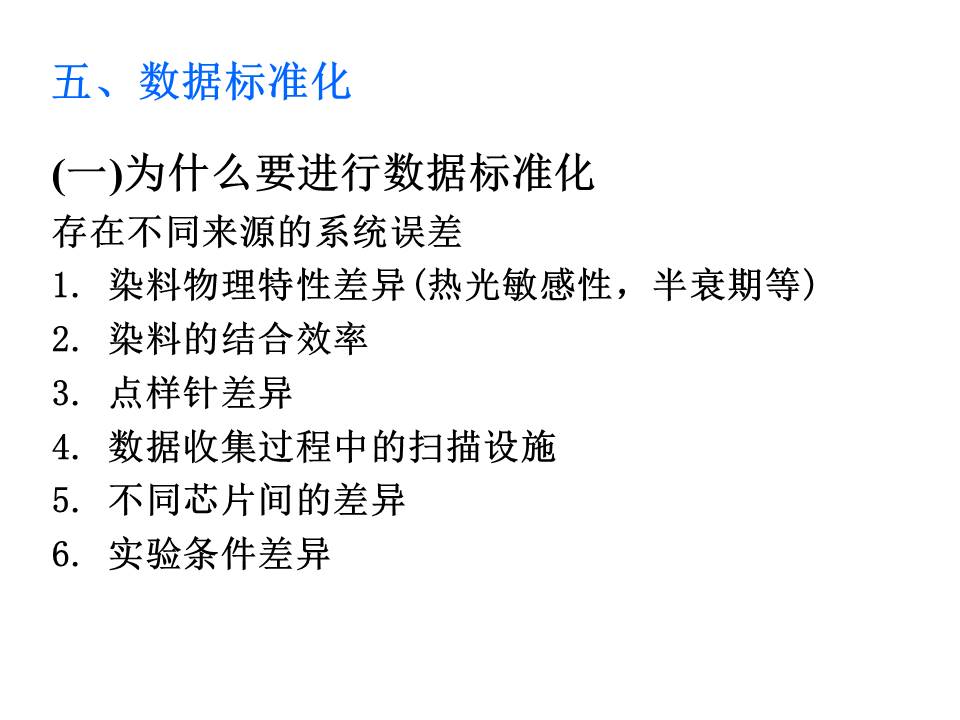 五、数据标准化
(一)为什么要进行数据标准化
存在不同来源的系统误差
1. 染料物理特性差异(热光敏感性，半衰期等)
2. 染料的结合效率
3. 点样针差异
4. 数据收集过程中的扫描设施
5. 不同芯片间的差异
6. 实验条件差异